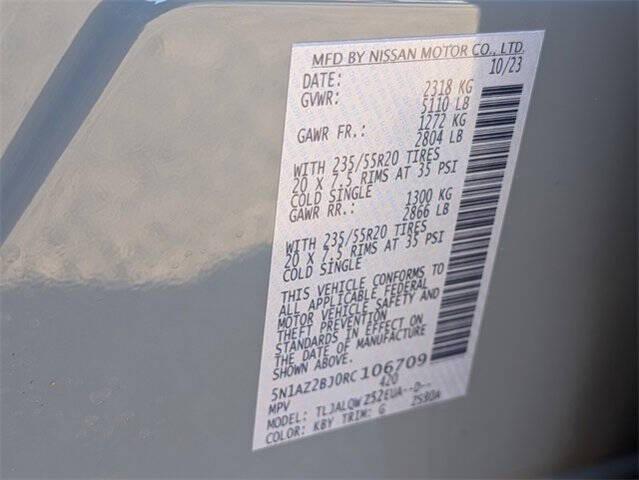 MFD BY NISSAN MOTOR CO., LTD.
DATE: 10/23
GVWR: 2318 KG
5110 LB
GAWR FR.: 1272 KG
2804 LB
WITH 235/55R20 TIRES
20 X 7.5 RIMS AT 35 PSI
COLD SINGLE
GAWR RR.: 1300 KG
2866 LB
WITH 235/55R20 TIRES
20 X 7.5 RIMS AT 35 PSI
COLD SINGLE
THIS VEHICLE CONFORMS TO
ALL APPLICABLE FEDERAL
MOTOR VEHICLE SAFETY AND
THEFT PREVENTION
STANDARDS IN EFFECT ON
THE DATE OF MANUFACTURE
SHOWN ABOVE.
5N1AZ2BJ0RC106709
MPV 420
MODEL: TLJALQW Z52EUA--D--
COLOR: KBY TRIM: G ZS30A